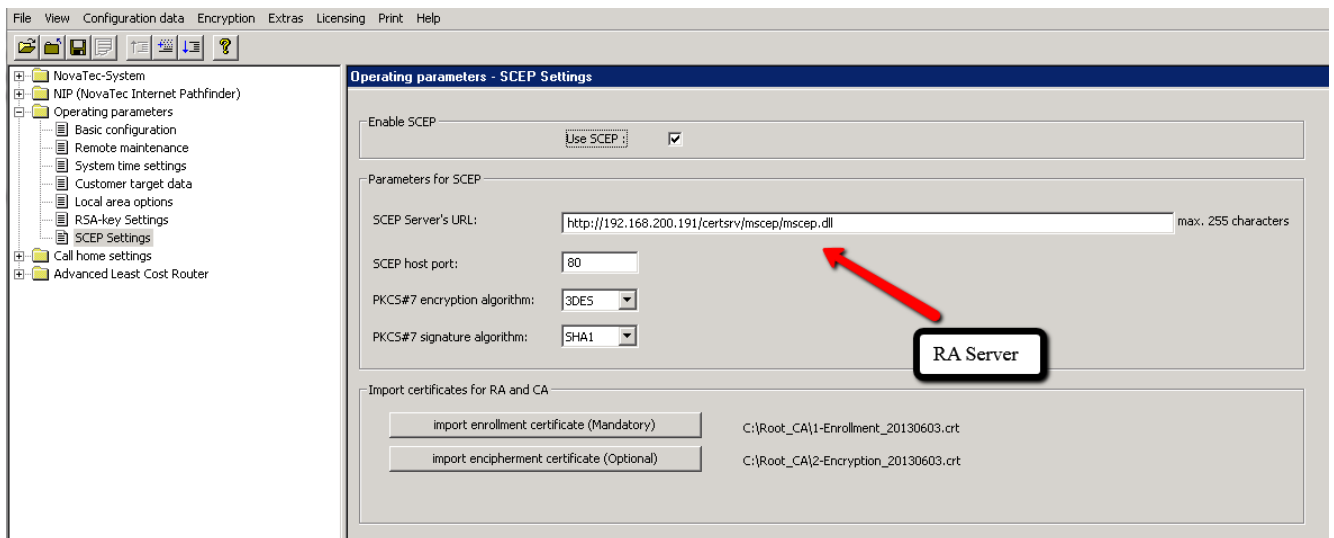 File View Configuration data Encryption Extras Licensing Print Help
NovaTec-System
NIP (NovaTec Internet Pathfinder)
Operating parameters
Basic configuration
Remote maintenance
System time settings
Customer target data
Local area options
RSA-key Settings
SCEP Settings
Call home settings
Advanced Least Cost Router
Operating parameters - SCEP Settings
Enable SCEP
Use SCEP :
Parameters for SCEP
SCEP Server's URL: http://192.168.200.191/certsrv/mscep/mscep.dll max. 255 characters
SCEP host port: 80
PKCS#7 encryption algorithm: 3DES
PKCS#7 signature algorithm: SHA1
RA Server
Import certificates for RA and CA
import enrollment certificate (Mandatory) C:\Root_CA\1-Enrollment_20130603.crt
import encipherment certificate (Optional) C:\Root_CA\2-Encryption_20130603.crt